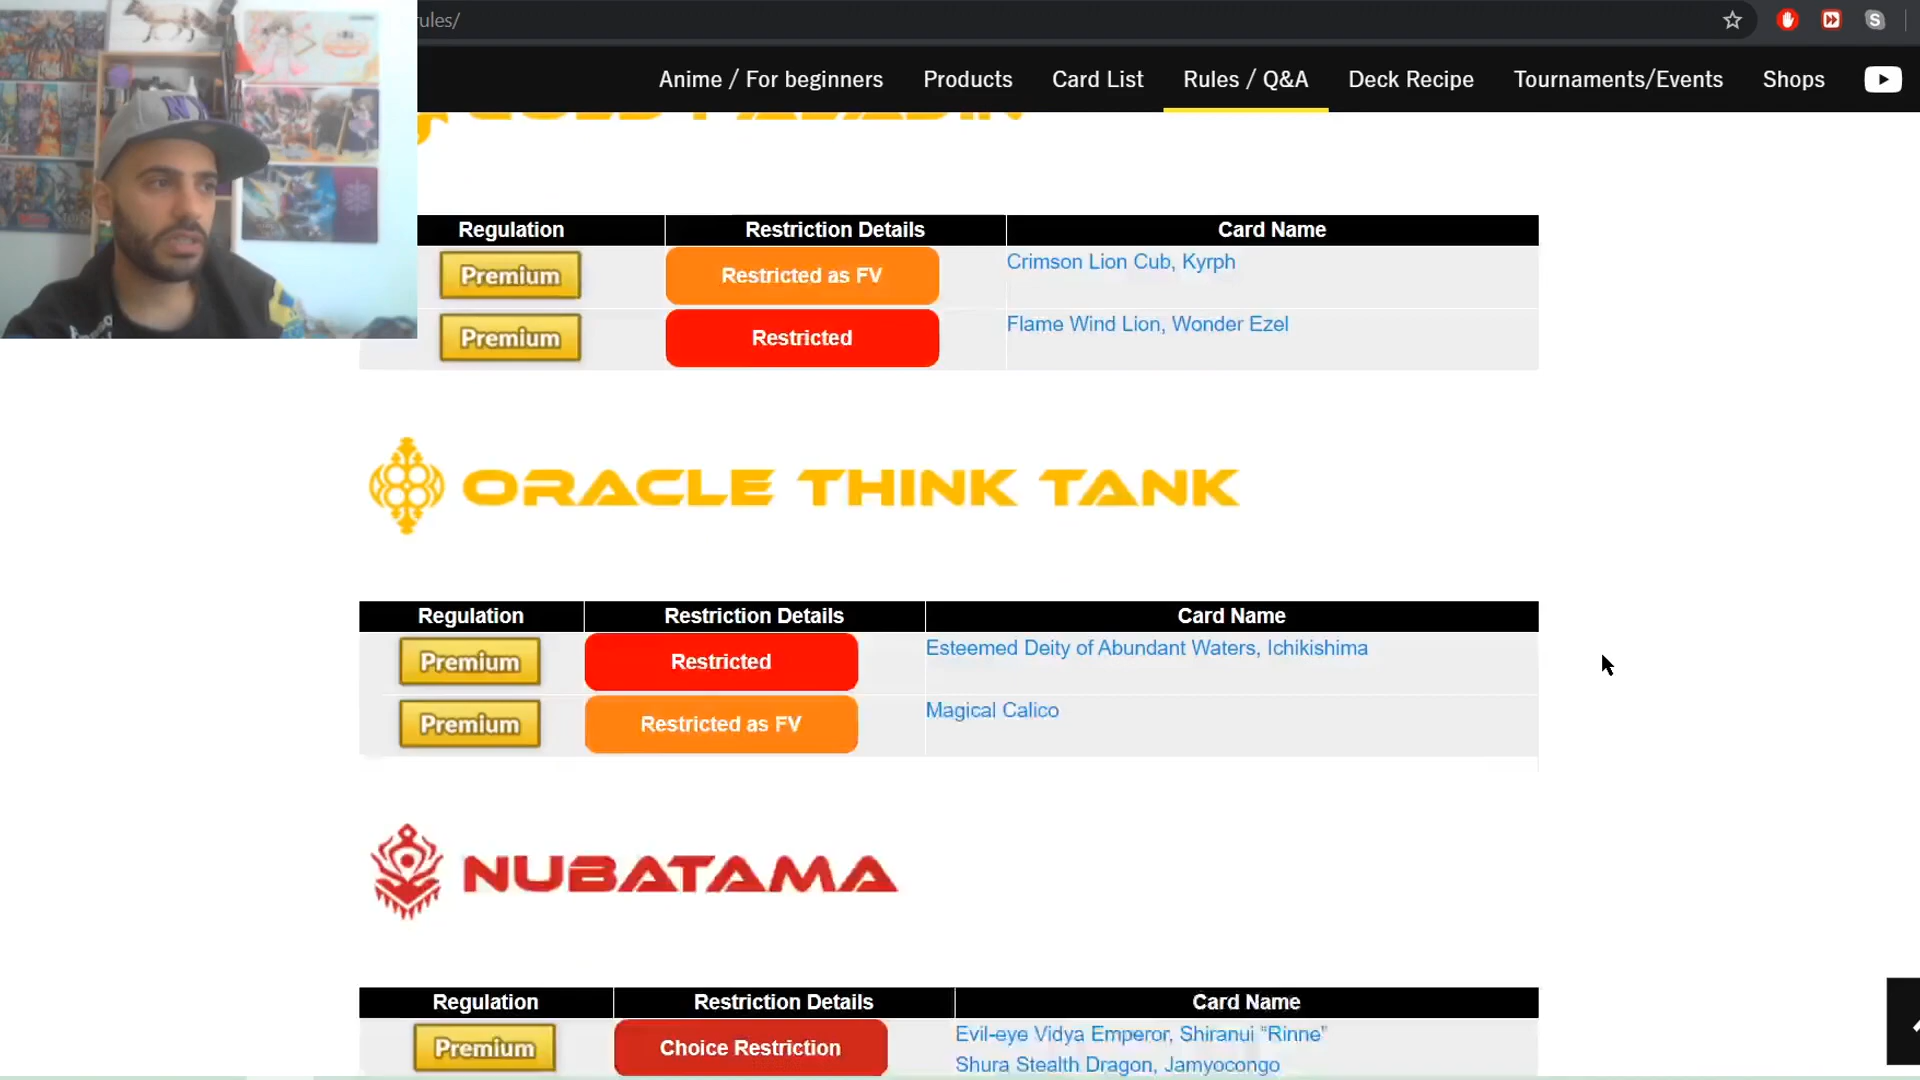 rules/
S
Anime / For beginners Products Card List Rules / Q&A Deck Recipe Tournaments/Events Shops
Regulation Restriction Details Card Name
Premium Restricted as FV Crimson Lion Cub, Kyrph
Premium Restricted Flame Wind Lion, Wonder Ezel
ORACLE THINK TANK
Regulation Restriction Details Card Name
Premium Restricted Esteemed Deity of Abundant Waters, Ichikishima
Premium Restricted as FV Magical Calico
NUBATAMA
Regulation Restriction Details Card Name
Premium Choice Restriction Evil-eye Vidya Emperor, Shiranui "Rinne"
Shura Stealth Dragon, Jamyocongo